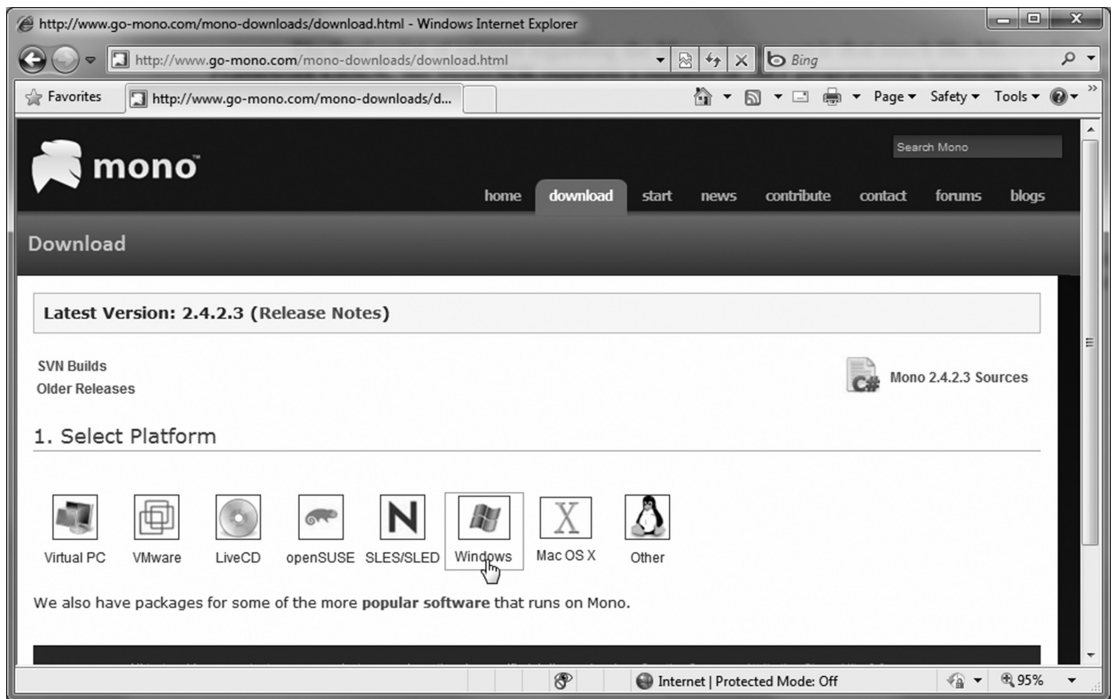 http://www.go-mono.com/mono-downloads/download.html - Windows Internet Explorer
http://www.go-mono.com/mono-downloads/download.html
Bing
Favorites
http://www.go-mono.com/mono-downloads/d...
Page
Safety
Tools
mono™
Search Mono
home download start news contribute contact forums blogs
Download
Latest Version: 2.4.2.3 (Release Notes)
SVN Builds
Older Releases
C#
Mono 2.4.2.3 Sources
1. Select Platform
N
X
Virtual PC VMware LiveCD openSUSE SLES/SLED Windows Mac OS X Other
We also have packages for some of the more popular software that runs on Mono.
Internet | Protected Mode: Off
95%